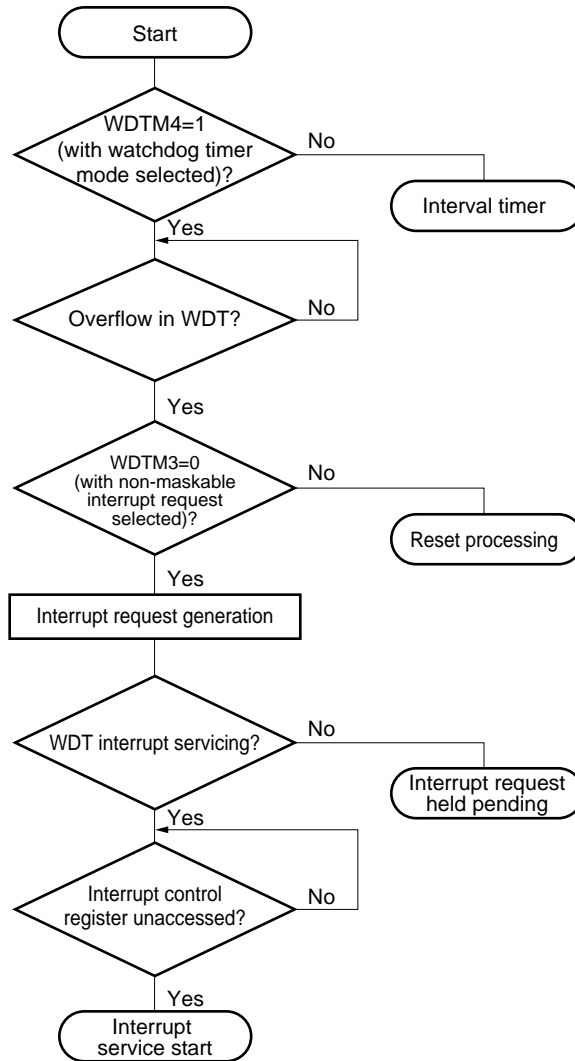 Start
WDTM4=1
(with watchdog timer
mode selected)?
No
Interval timer
Yes
Overflow in WDT?
No
Yes
WDTM3=0
(with non-maskable
interrupt request
selected)?
No
Reset processing
Yes
Interrupt request generation
WDT interrupt servicing?
No
Interrupt request
held pending
Yes
Interrupt control
register unaccessed?
No
Yes
Interrupt
service start